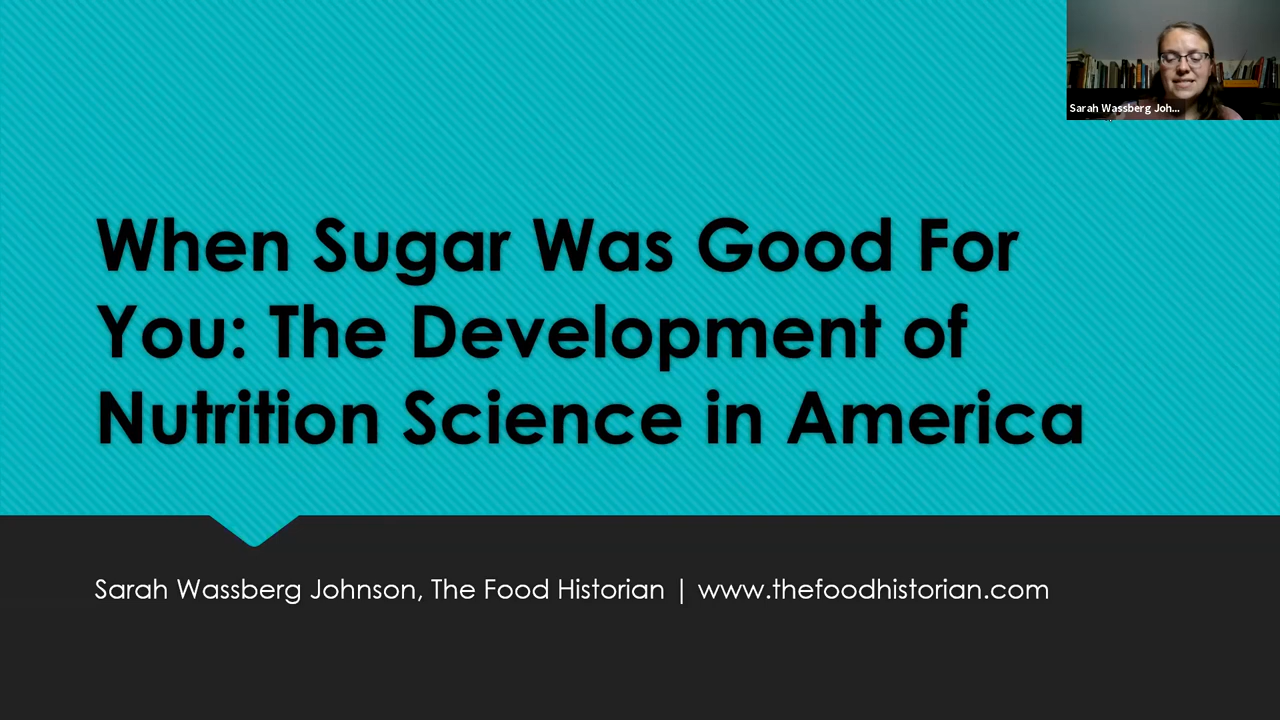 Sarah Wassberg Joh...
When Sugar Was Good For
You: The Development of
Nutrition Science in America
Sarah Wassberg Johnson, The Food Historian | www.thefoodhistorian.com